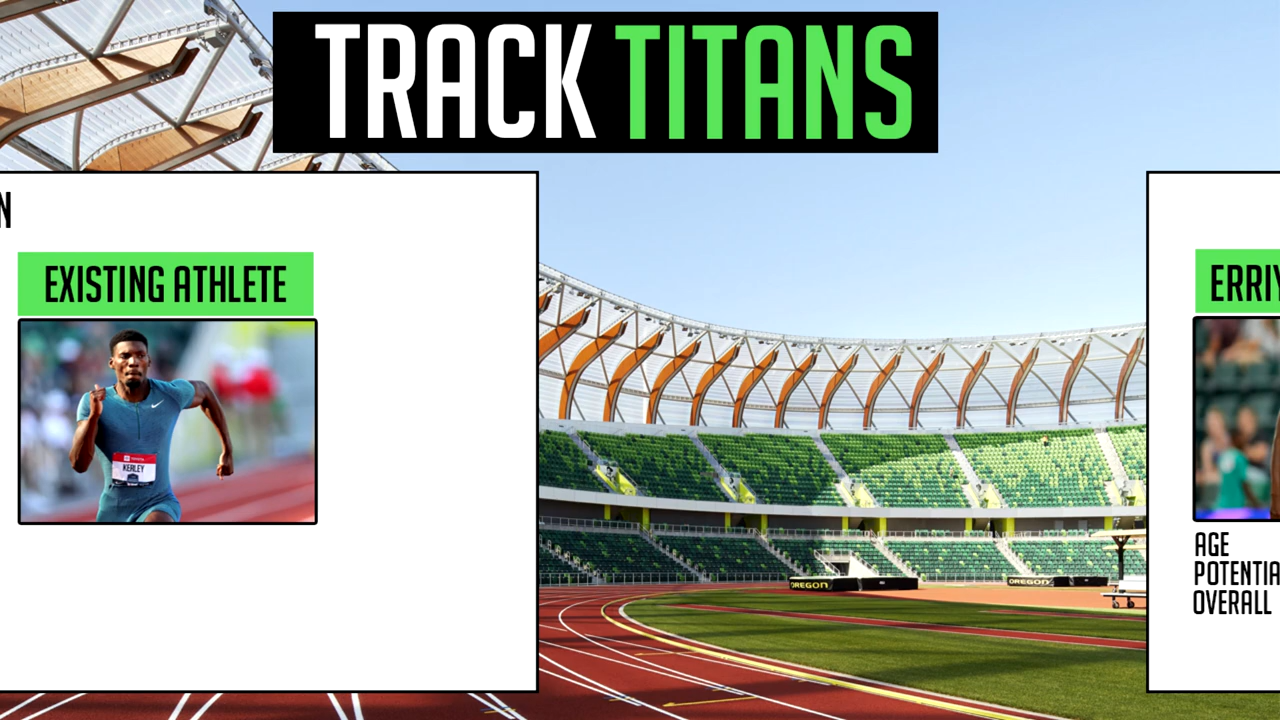 TRACK TITANS
N
EXISTING ATHLETE
KERLEY
ERRIY
AGE
POTENTIA
OVERALL
OREGON
OREGON